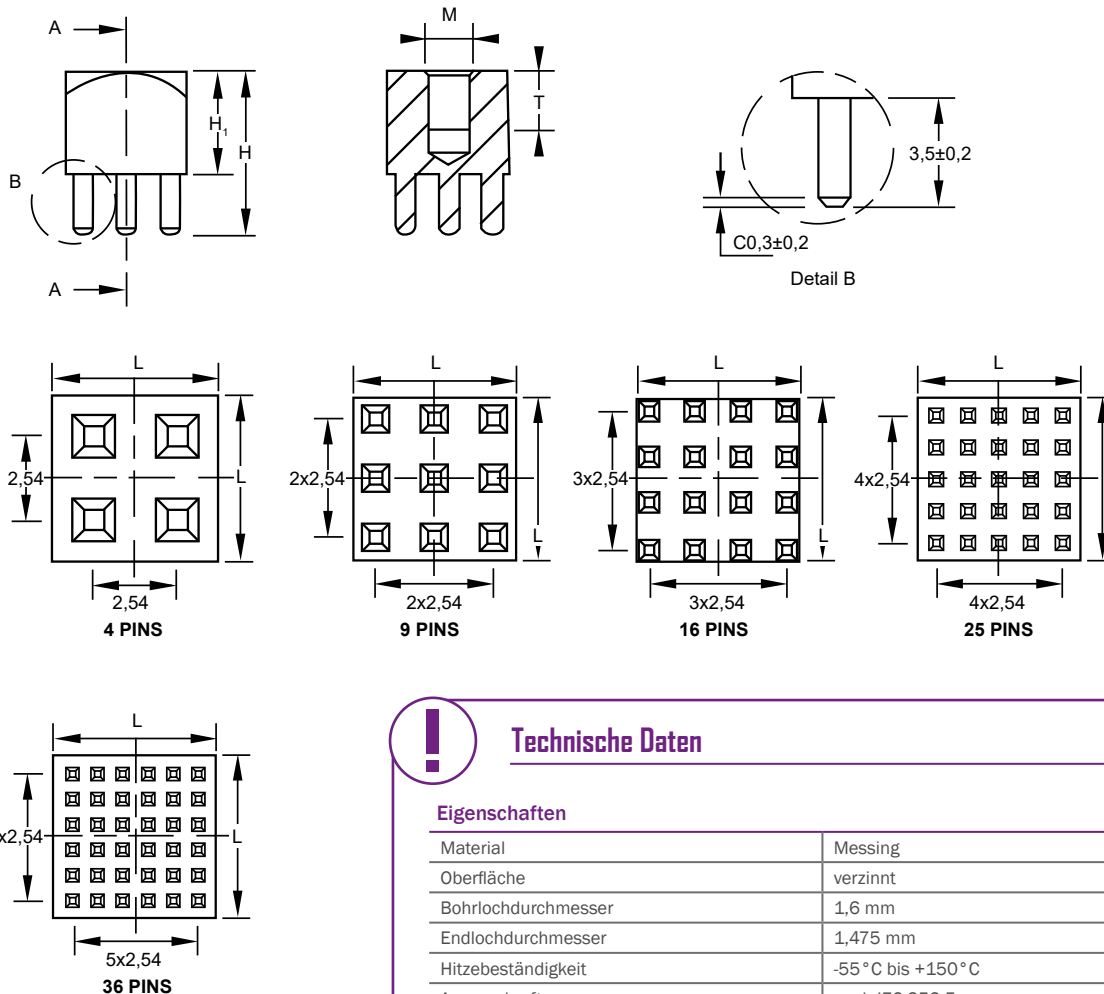 A
M
H₁
H
T
B
3,5±0,2
C0,3±0,2
A
Detail B
L
L
L
L
2,54
L
2x2,54
L
3x2,54
L
4x2,54
2,54
2x2,54
3x2,54
4x2,54
4 PINS
9 PINS
16 PINS
25 PINS
L
x2,54
L
5x2,54
36 PINS
Technische Daten
Eigenschaften
Material Messing
Oberfläche verzinnt
Bohrlochdurchmesser 1,6 mm
Endlochdurchmesser 1,475 mm
Hitzebeständigkeit -55°C bis +150°C